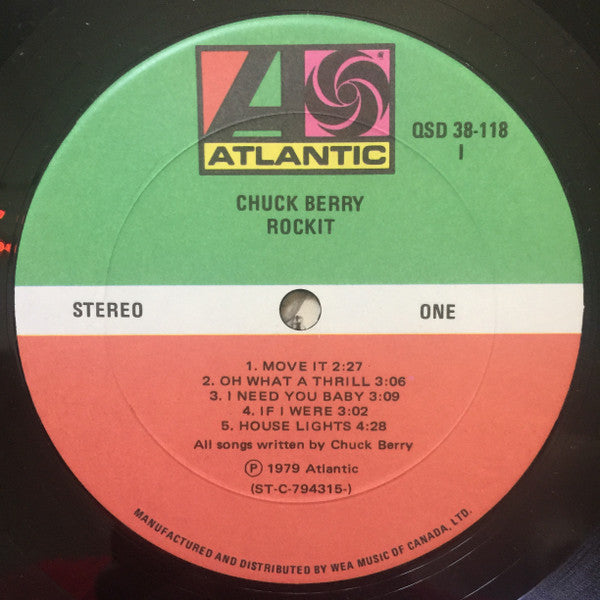 ATLANTIC
QSD 38-118
1
CHUCK BERRY
ROCKIT
STEREO
ONE
1. MOVE IT 2:27
2. OH WHAT A THRILL 3:06
3. I NEED YOU BABY 3:09
4. IF I WERE 3:02
5. HOUSE LIGHTS 4:28
All songs written by Chuck Berry
℗ 1979 Atlantic
(ST-C-794315-)
MANUFACTURED AND DISTRIBUTED BY WEA MUSIC OF CANADA, LTD.